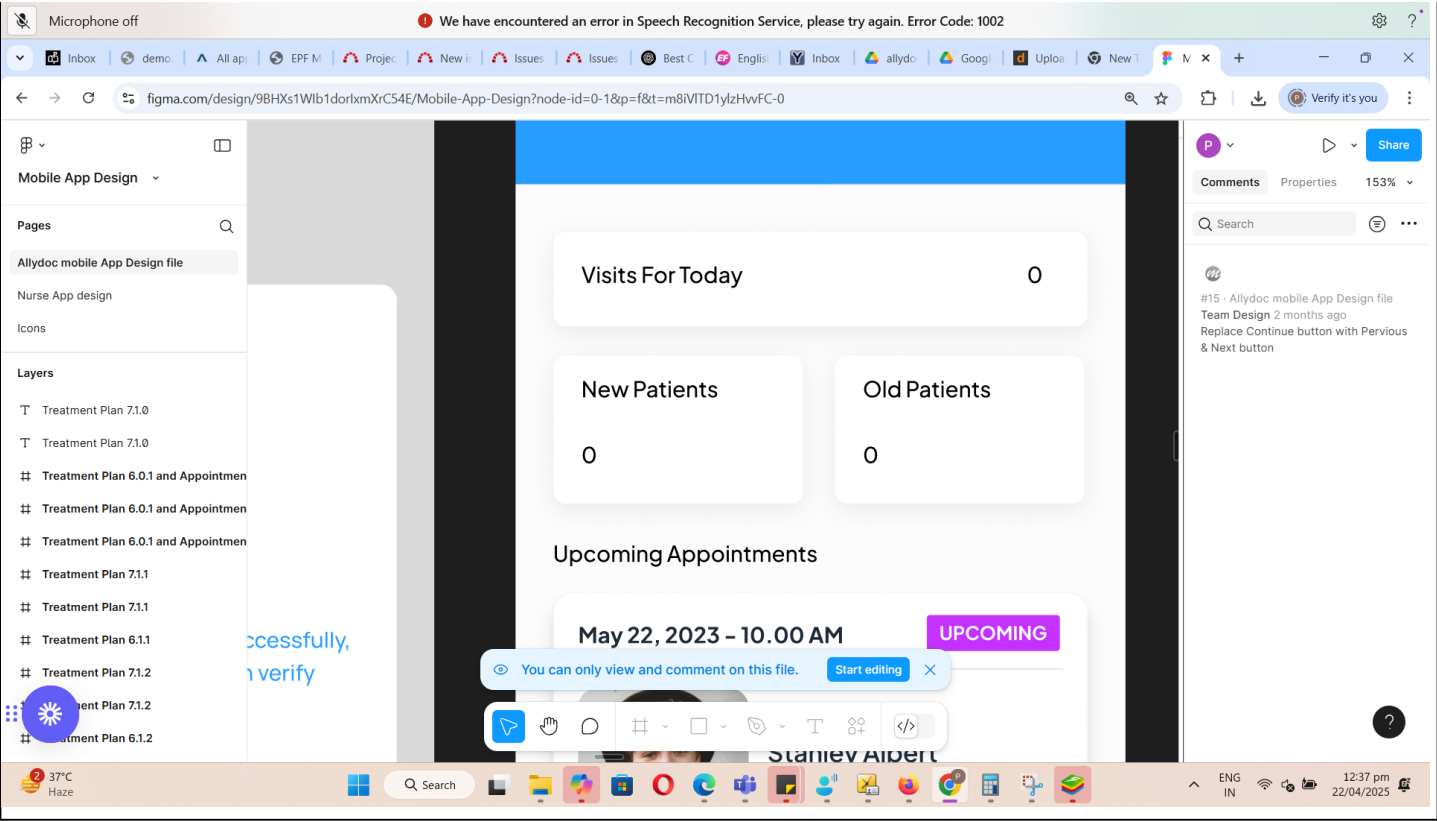 Microphone off
We have encountered an error in Speech Recognition Service, please try again. Error Code: 1002
Inbox
demo.
All ap
EPF M
Projec
New i
Issues
Issues
Best C
Englis
Inbox
allydo
Googl
Uploa
New T
M
figma.com/design/9BHXs1WIb1dorIxmXrC54E/Mobile-App-Design?node-id=0-1&p=f&t=m8iVlTD1ylzHvvFC-0
Verify it's you
Mobile App Design
Pages
Allydoc mobile App Design file
Nurse App design
Icons
Layers
Treatment Plan 7.1.0
Treatment Plan 7.1.0
Treatment Plan 6.0.1 and Appointmen
Treatment Plan 6.0.1 and Appointmen
Treatment Plan 6.0.1 and Appointmen
Treatment Plan 7.1.1
Treatment Plan 7.1.1
Treatment Plan 6.1.1
Treatment Plan 7.1.2
ent Plan 7.1.2
tment Plan 6.1.2
ccessfully,
verify
Visits For Today 0
New Patients
0
Old Patients
0
Upcoming Appointments
May 22, 2023 – 10.00 AM
UPCOMING
You can only view and comment on this file.
Start editing
Stanley Albert
P
Share
Comments
Properties
153%
Search
#15 · Allydoc mobile App Design file
Team Design 2 months ago
Replace Continue button with Pervious
& Next button
2
37°C
Haze
Search
ENG
IN
12:37 pm
22/04/2025